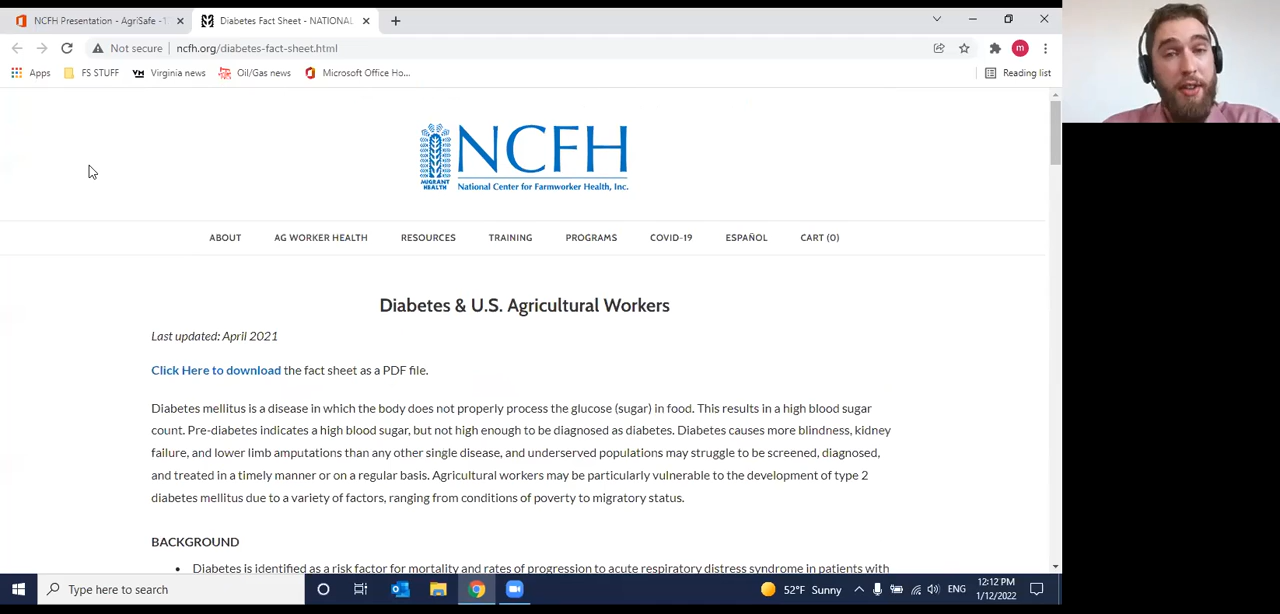 NCFH Presentation - AgriSafe -
Diabetes Fact Sheet - NATIONAL
Not secure
ncfh.org/diabetes-fact-sheet.html
m
Apps
FS STUFF
VM
Virginia news
Oil/Gas news
Microsoft Office Ho...
Reading list
MIGRANT
HEALTH
NCFH
National Center for Farmworker Health, Inc.
ABOUT
AG WORKER HEALTH
RESOURCES
TRAINING
PROGRAMS
COVID-19
ESPAÑOL
CART (0)
Diabetes & U.S. Agricultural Workers
Last updated: April 2021
Click Here to download the fact sheet as a PDF file.
Diabetes mellitus is a disease in which the body does not properly process the glucose (sugar) in food. This results in a high blood sugar
count. Pre-diabetes indicates a high blood sugar, but not high enough to be diagnosed as diabetes. Diabetes causes more blindness, kidney
failure, and lower limb amputations than any other single disease, and underserved populations may struggle to be screened, diagnosed,
and treated in a timely manner or on a regular basis. Agricultural workers may be particularly vulnerable to the development of type 2
diabetes mellitus due to a variety of factors, ranging from conditions of poverty to migratory status.
BACKGROUND
• Diabetes is identified as a risk factor for mortality and rates of progression to acute respiratory distress syndrome in patients with
Type here to search
52°F Sunny
ENG
12:12 PM
1/12/2022